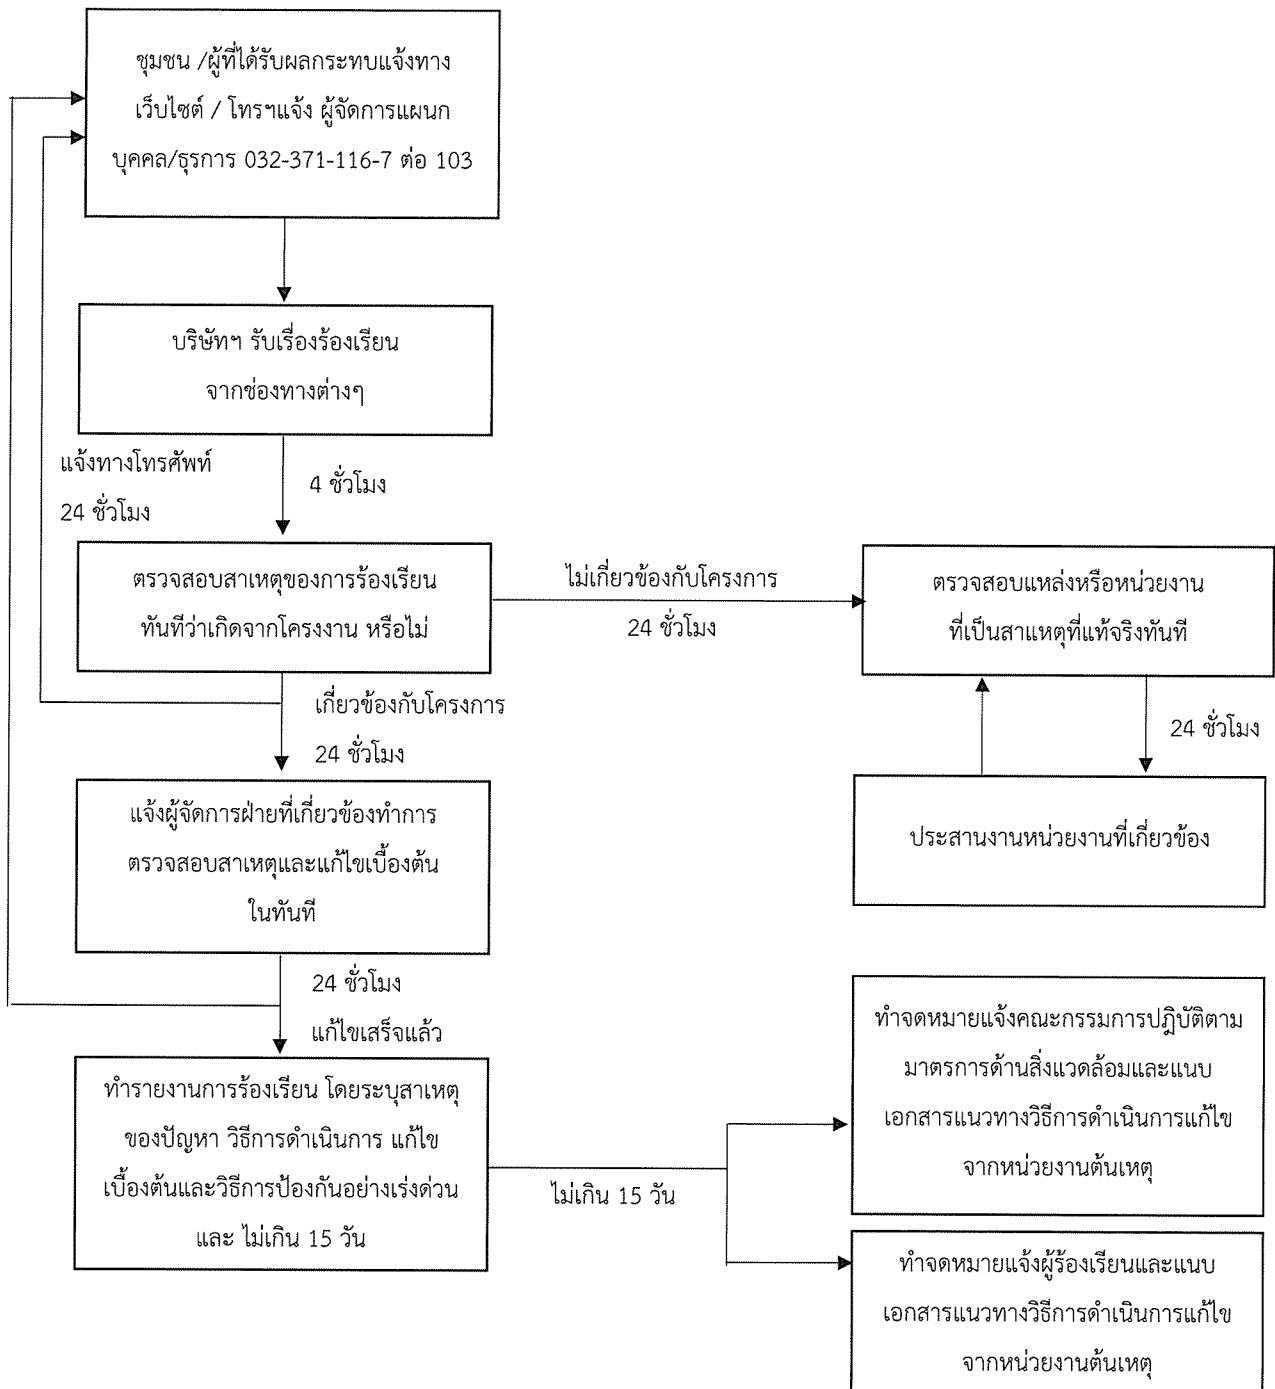 ชุมชน /ผู้ที่ได้รับผลกระทบแจ้งทาง
เว็บไซต์ / โทรฯแจ้ง ผู้จัดการแผนก
บุคคล/ธุรการ 032-371-116-7 ต่อ 103
บริษัทฯ รับเรื่องร้องเรียน
จากช่องทางต่างๆ
แจ้งทางโทรศัพท์
24 ชั่วโมง
4 ชั่วโมง
ตรวจสอบสาเหตุของการร้องเรียน
ทันทีว่าเกิดจากโครงงาน หรือไม่
ไม่เกี่ยวข้องกับโครงการ
24 ชั่วโมง
ตรวจสอบแหล่งหรือหน่วยงาน
ที่เป็นสาแหตุที่แท้จริงทันที
เกี่ยวข้องกับโครงการ
24 ชั่วโมง
24 ชั่วโมง
แจ้งผู้จัดการฝ่ายที่เกี่ยวข้องทำการ
ตรวจสอบสาเหตุและแก้ไขเบื้องต้น
ในทันที
ประสานงานหน่วยงานที่เกี่ยวข้อง
24 ชั่วโมง
แก้ไขเสร็จแล้ว
ทำรายงานการร้องเรียน โดยระบุสาเหตุ
ของปัญหา วิธีการดำเนินการ แก้ไข
เบื้องต้นและวิธีการป้องกันอย่างเร่งด่วน
และ ไม่เกิน 15 วัน
ไม่เกิน 15 วัน
ทำจดหมายแจ้งคณะกรรมการปฎิบัติตาม
มาตรการด้านสิ่งแวดล้อมและแนบ
เอกสารแนวทางวิธีการดำเนินการแก้ไข
จากหน่วยงานต้นเหตุ
ทำจดหมายแจ้งผู้ร้องเรียนและแนบ
เอกสารแนวทางวิธีการดำเนินการแก้ไข
จากหน่วยงานต้นเหตุ